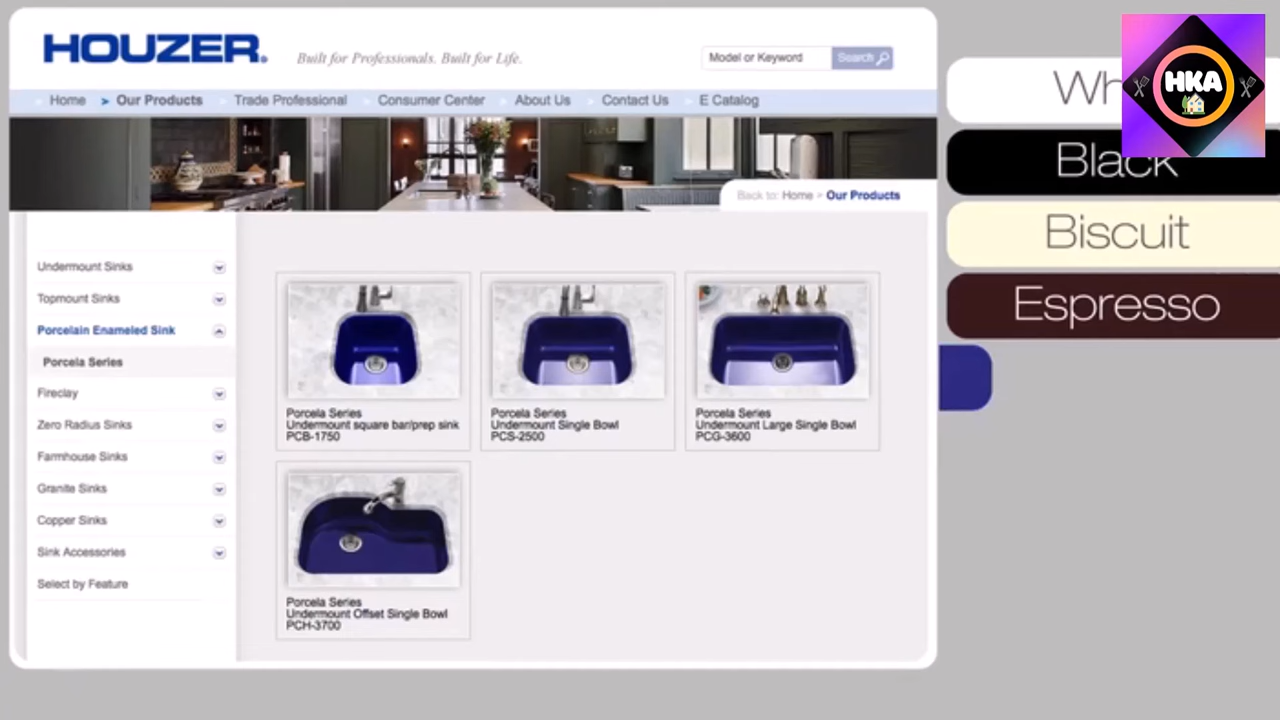 HOUZER®
Built for Professionals. Built for Life.
Model or Keyword
Search
Home
Our Products
Trade Professional
Consumer Center
About Us
Contact Us
E Catalog
Back to: Home > Our Products
Undermount Sinks
Topmount Sinks
Porcelain Enameled Sink
Porcela Series
Fireclay
Zero Radius Sinks
Farmhouse Sinks
Granite Sinks
Copper Sinks
Sink Accessories
Select by Feature
Porcela Series
Undermount square bar/prep sink
PCB-1750
Porcela Series
Undermount Single Bowl
PCS-2500
Porcela Series
Undermount Large Single Bowl
PCG-3600
Porcela Series
Undermount Offset Single Bowl
PCH-3700
HKA
Wh
Black
Biscuit
Espresso